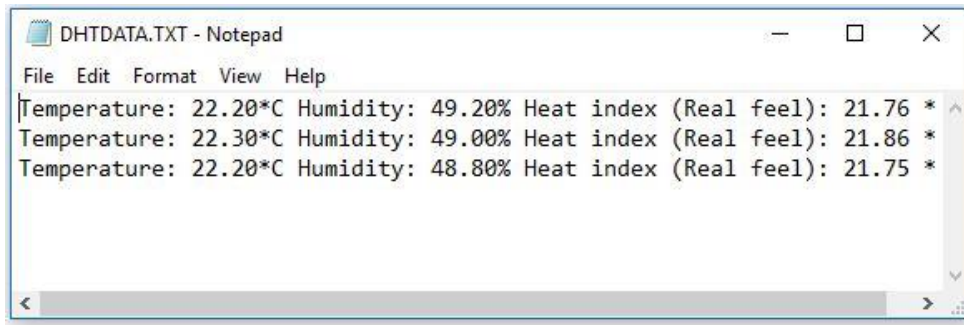 DHTDATA.TXT - Notepad
File Edit Format View Help
Temperature: 22.20*C Humidity: 49.20% Heat index (Real feel): 21.76 *
Temperature: 22.30*C Humidity: 49.00% Heat index (Real feel): 21.86 *
Temperature: 22.20*C Humidity: 48.80% Heat index (Real feel): 21.75 *